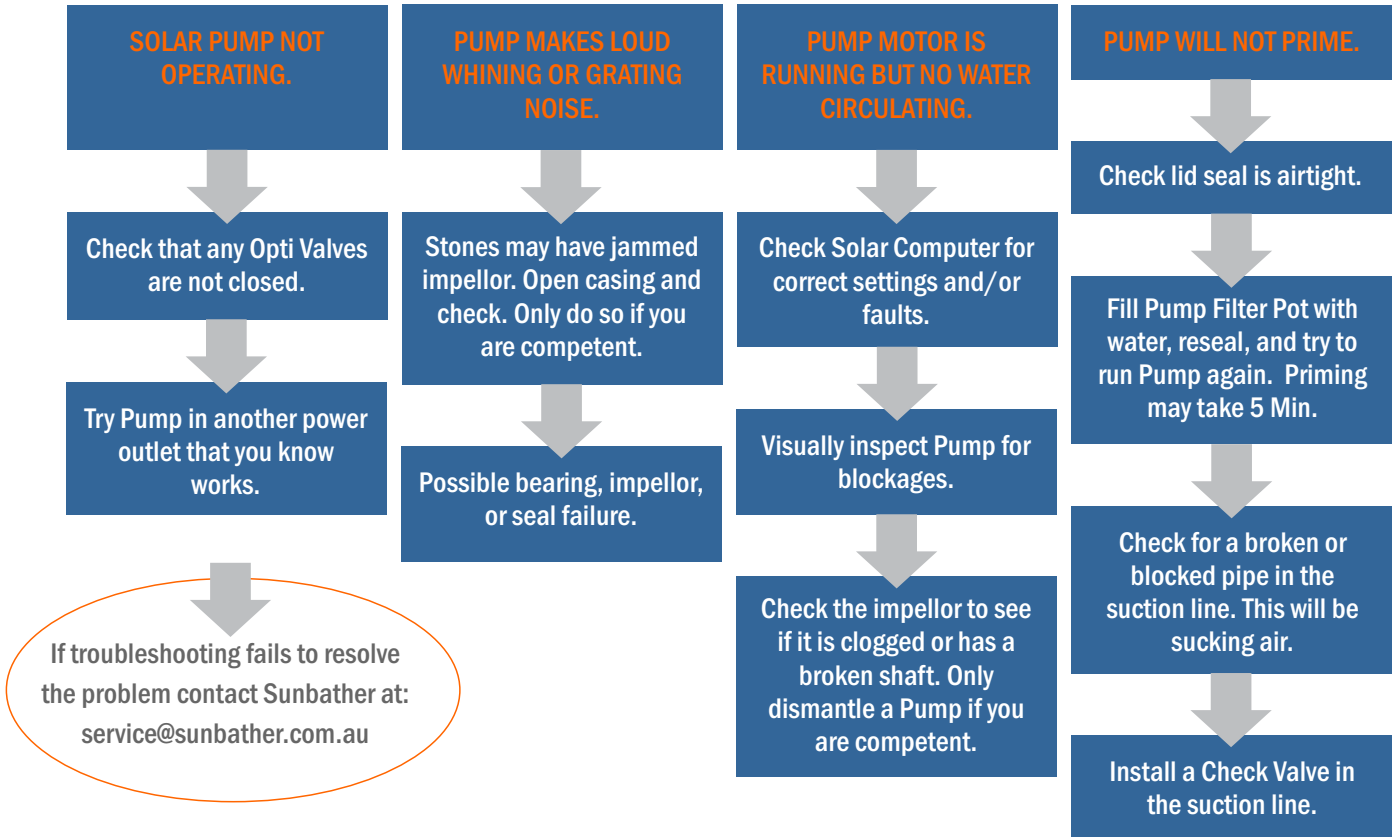 SOLAR PUMP NOT
OPERATING.
Check that any Opti Valves
are not closed.
Try Pump in another power
outlet that you know
works.
If troubleshooting fails to resolve
the problem contact Sunbather at:
service@sunbather.com.au
PUMP MAKES LOUD
WHINING OR GRATING
NOISE.
Stones may have jammed
impellor. Open casing and
check. Only do so if you
are competent.
Possible bearing, impellor,
or seal failure.
PUMP MOTOR IS
RUNNING BUT NO WATER
CIRCULATING.
Check Solar Computer for
correct settings and/or
faults.
Visually inspect Pump for
blockages.
Check the impellor to see
if it is clogged or has a
broken shaft. Only
dismantle a Pump if you
are competent.
PUMP WILL NOT PRIME.
Check lid seal is airtight.
Fill Pump Filter Pot with
water, reseal, and try to
run Pump again. Priming
may take 5 Min.
Check for a broken or
blocked pipe in the
suction line. This will be
sucking air.
Install a Check Valve in
the suction line.